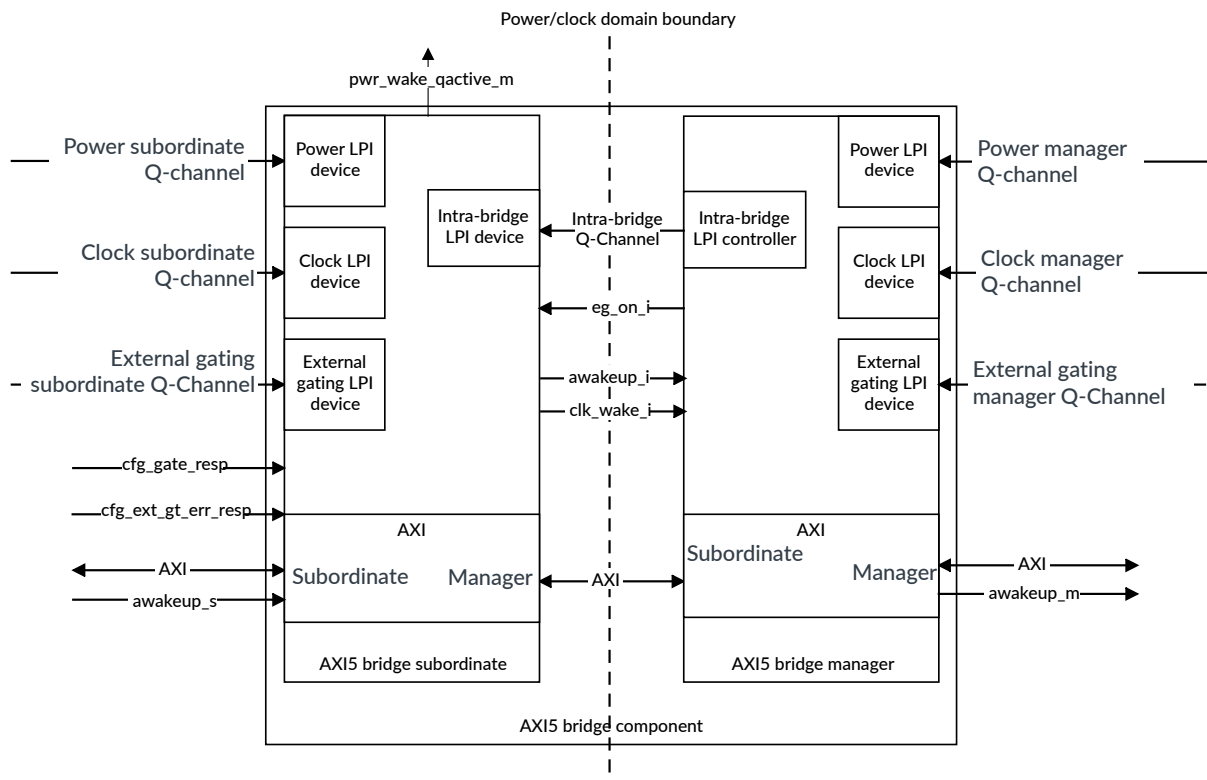 Power/clock domain boundary
pwr_wake_qactive_m
Power subordinate
Q-channel
Power LPI
device
Power LPI
device
Power manager
Q-channel
Intra-bridge
LPI device
Intra-bridge
Q-Channel
Intra-bridge
LPI controller
Clock subordinate
Q-channel
Clock LPI
device
Clock LPI
device
Clock manager
Q-channel
eg_on_i
External gating
subordinate Q-Channel
External
gating LPI
device
awakeup_i
clk_wake_i
External
gating LPI
device
External gating
manager Q-Channel
cfg_gate_resp
cfg_ext_gt_err_resp
AXI
AXI
AXI
Subordinate
Manager
AXI
Subordinate
Manager
AXI
awakeup_s
awakeup_m
AXI5 bridge subordinate
AXI5 bridge manager
AXI5 bridge component